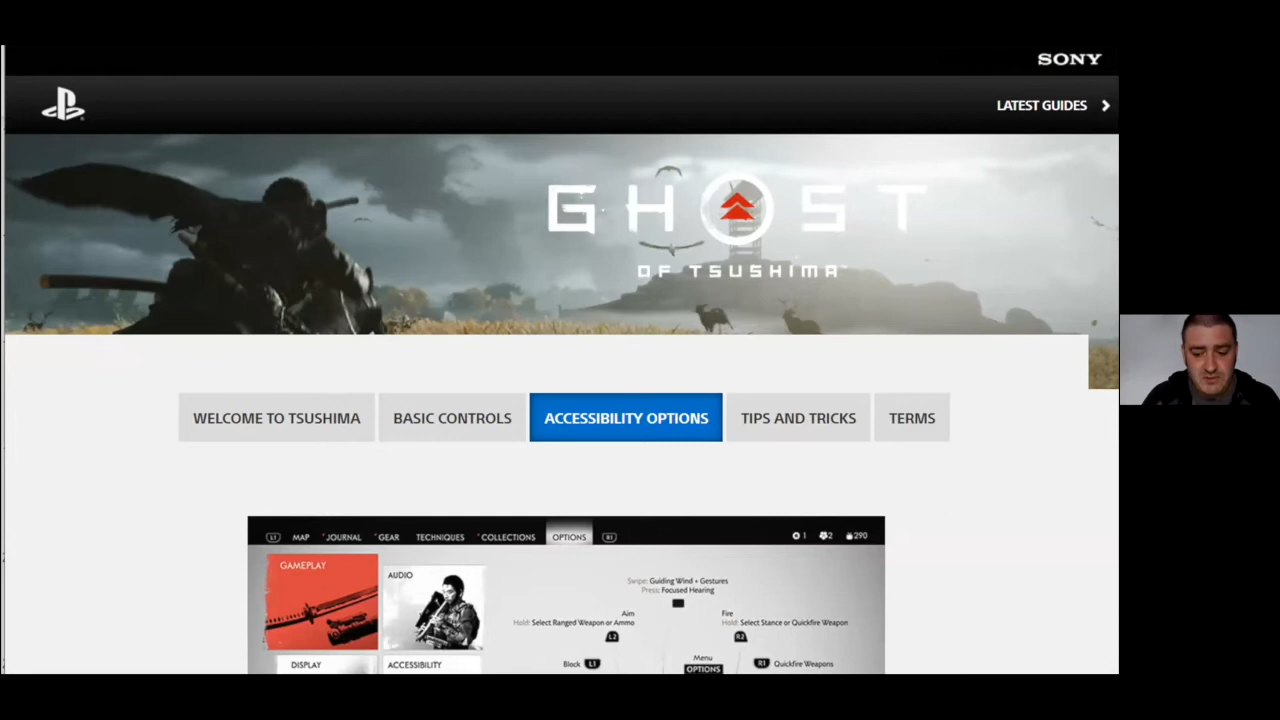 SONY
LATEST GUIDES
GHOST
OF TSUSHIMA™
WELCOME TO TSUSHIMA
BASIC CONTROLS
ACCESSIBILITY OPTIONS
TIPS AND TRICKS
TERMS
L1 MAP JOURNAL GEAR TECHNIQUES COLLECTIONS OPTIONS R1 1 2 290
GAMEPLAY
AUDIO
DISPLAY
ACCESSIBILITY
Swipe: Guiding Wind + Gestures
Press: Focused Hearing
Aim
Hold: Select Ranged Weapon or Ammo
L2
Fire
Hold: Select Stance or Quickfire Weapon
R2
Block L1
Menu
OPTIONS
R1 Quickfire Weapons